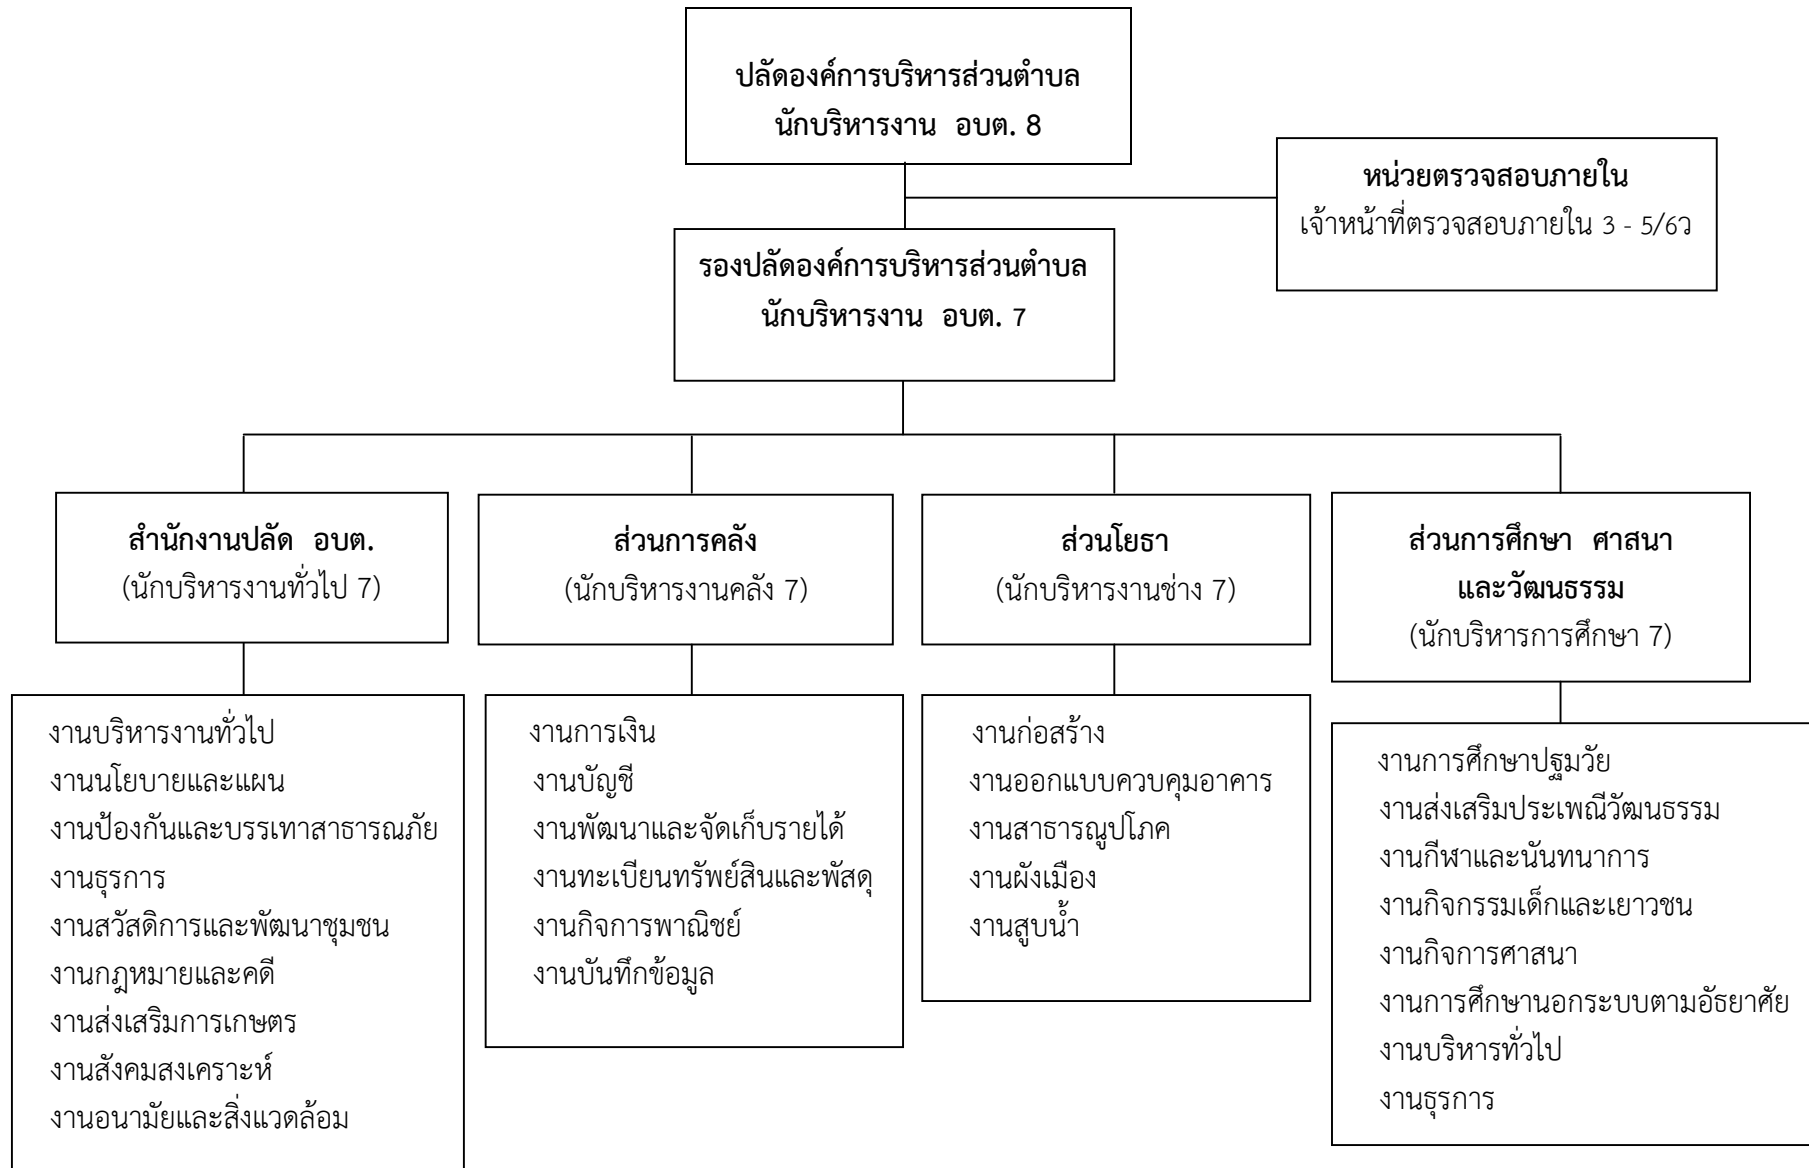 ปลัดองค์การบริหารส่วนตำบล
นักบริหารงาน อบต. 8
หน่วยตรวจสอบภายใน
เจ้าหน้าที่ตรวจสอบภายใน 3 - 5/6ว
รองปลัดองค์การบริหารส่วนตำบล
นักบริหารงาน อบต. 7
สำนักงานปลัด อบต.
(นักบริหารงานทั่วไป 7)
ส่วนการคลัง
(นักบริหารงานคลัง 7)
ส่วนโยธา
(นักบริหารงานช่าง 7)
ส่วนการศึกษา ศาสนา
และวัฒนธรรม
(นักบริหารการศึกษา 7)
งานบริหารงานทั่วไป
งานนโยบายและแผน
งานป้องกันและบรรเทาสาธารณภัย
งานธุรการ
งานสวัสดิการและพัฒนาชุมชน
งานกฎหมายและคดี
งานส่งเสริมการเกษตร
งานสังคมสงเคราะห์
งานอนามัยและสิ่งแวดล้อม
งานการเงิน
งานบัญชี
งานพัฒนาและจัดเก็บรายได้
งานทะเบียนทรัพย์สินและพัสดุ
งานกิจการพาณิชย์
งานบันทึกข้อมูล
งานก่อสร้าง
งานออกแบบควบคุมอาคาร
งานสาธารณูปโภค
งานผังเมือง
งานสูบน้ำ
งานการศึกษาปฐมวัย
งานส่งเสริมประเพณีวัฒนธรรม
งานกีฬาและนันทนาการ
งานกิจกรรมเด็กและเยาวชน
งานกิจการศาสนา
งานการศึกษานอกระบบตามอัธยาศัย
งานบริหารทั่วไป
งานธุรการ